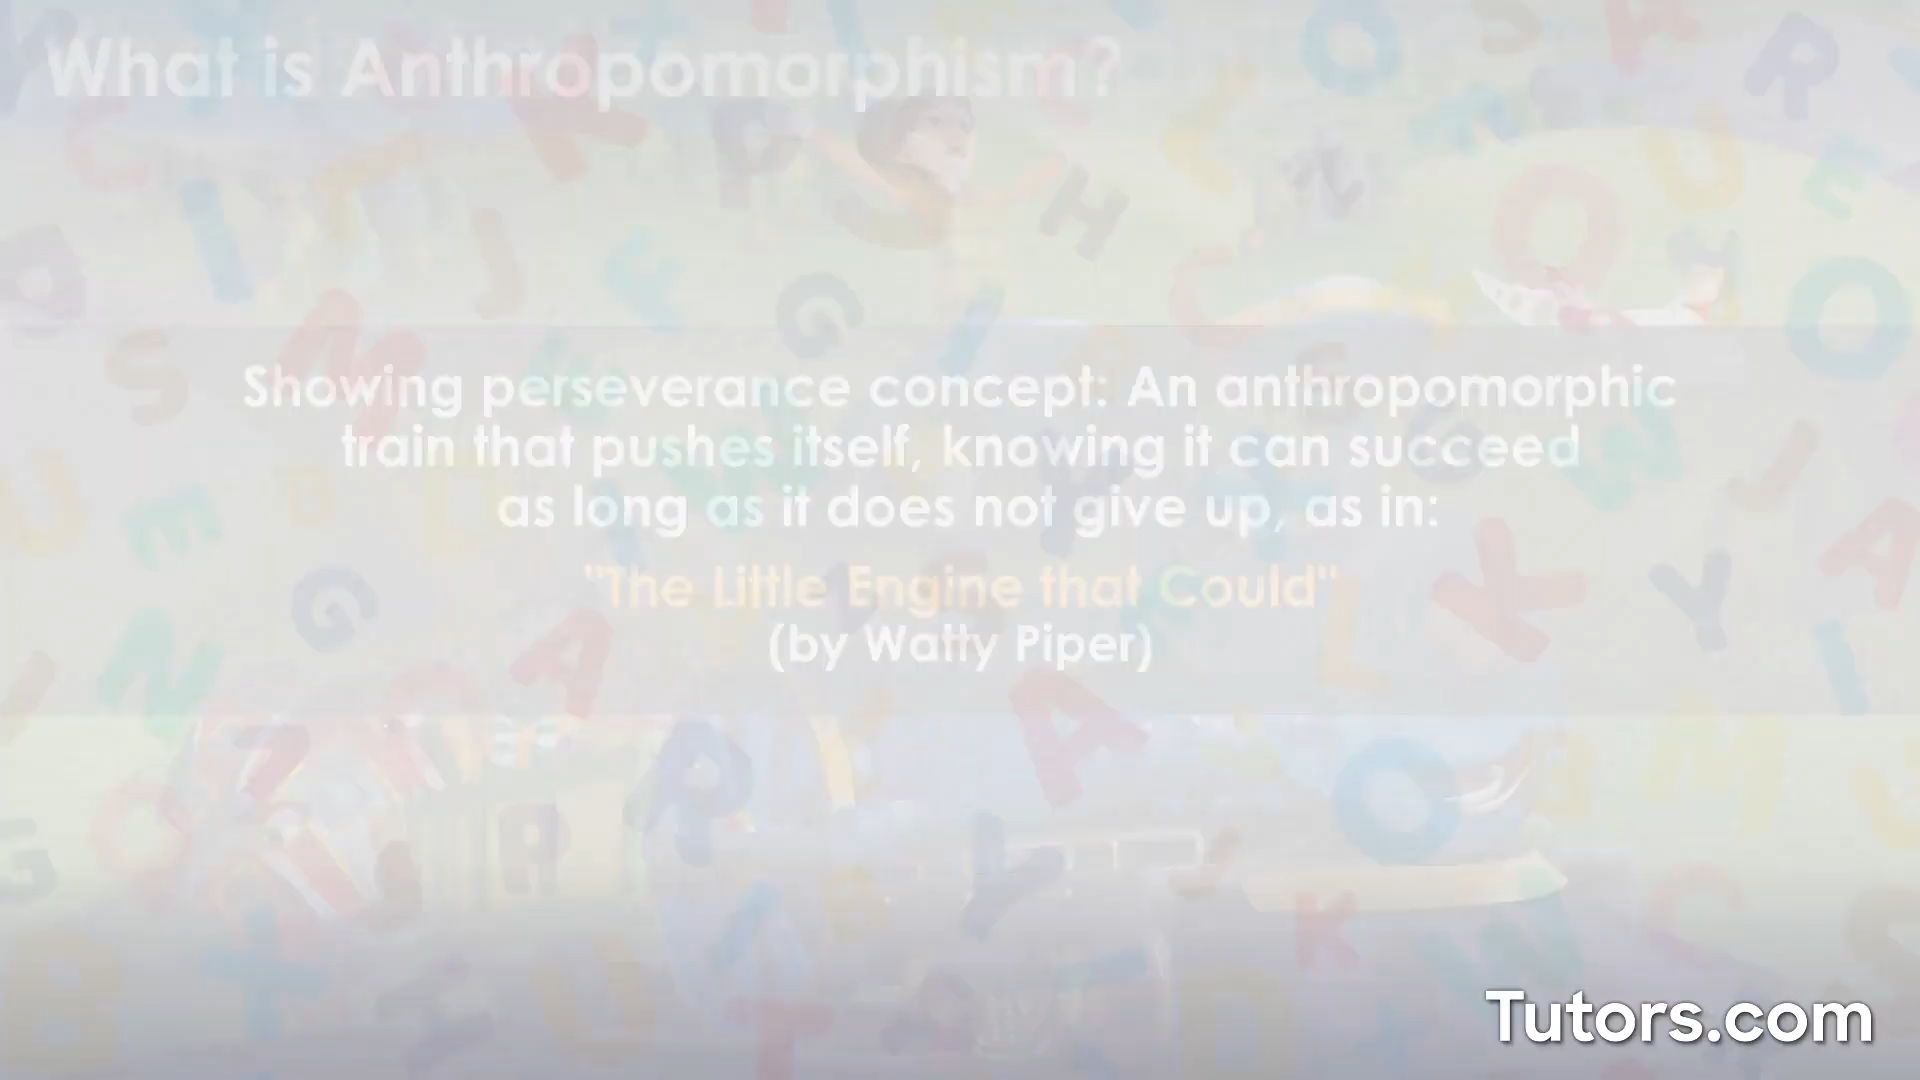 What is Anthropomorphism?
Showing perseverance concept: An anthropomorphic
train that pushes itself, knowing it can succeed
as long as it does not give up, as in:
"The Little Engine that Could"
(by Watty Piper)
Tutors.com